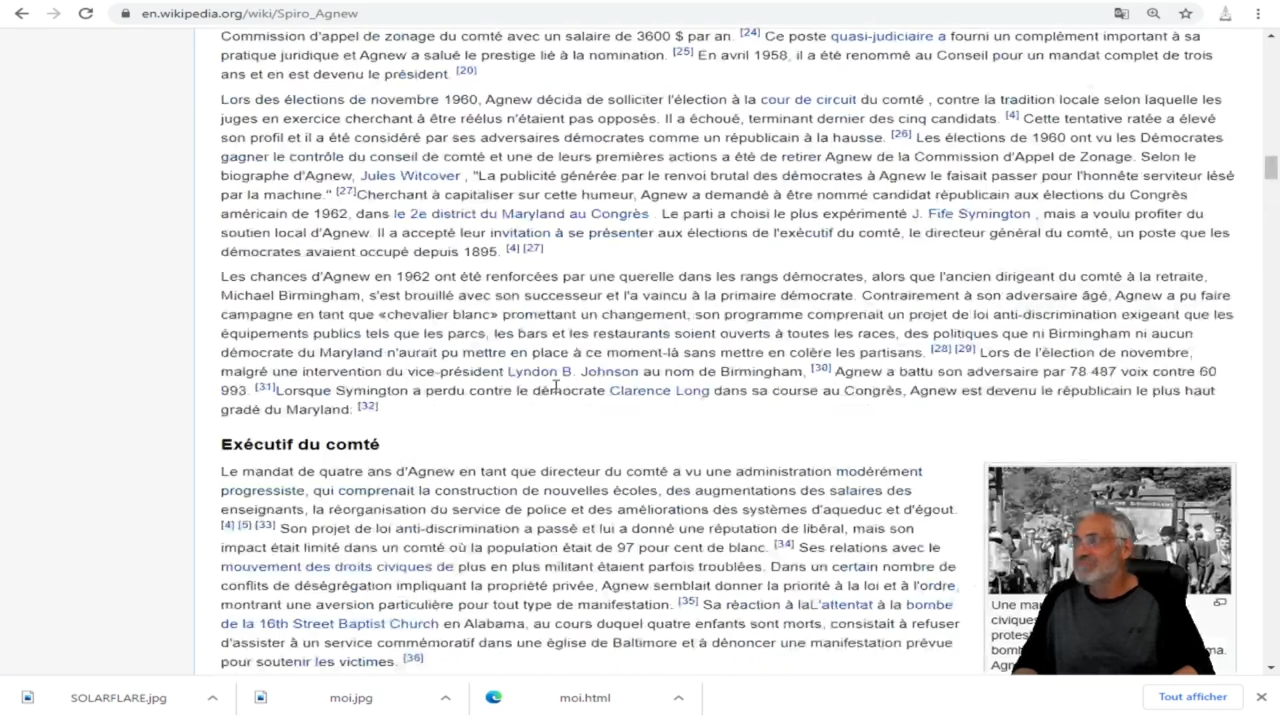 en.wikipedia.org/wiki/Spiro_Agnew
Commission d'appel de zonage du comté avec un salaire de 3600 $ par an. [24] Ce poste quasi-judiciaire a fourni un complément important à sa
pratique juridique et Agnew a salué le prestige lié à la nomination. [25] En avril 1958, il a été renommé au Conseil pour un mandat complet de trois
ans et en est devenu le président. [20]
Lors des élections de novembre 1960, Agnew décida de solliciter l'élection à la cour de circuit du comté , contre la tradition locale selon laquelle les
juges en exercice cherchant à être réélus n'étaient pas opposés. Il a échoué, terminant dernier des cinq candidats. [4] Cette tentative ratée a élevé
son profil et il a été considéré par ses adversaires démocrates comme un républicain à la hausse. [26] Les élections de 1960 ont vu les Démocrates
gagner le contrôle du conseil de comté et une de leurs premières actions a été de retirer Agnew de la Commission d'Appel de Zonage. Selon le
biographe d'Agnew, Jules Witcover , "La publicité générée par le renvoi brutal des démocrates à Agnew le faisait passer pour l'honnête serviteur lésé
par la machine." [27]Cherchant à capitaliser sur cette humeur, Agnew a demandé à être nommé candidat républicain aux élections du Congrès
américain de 1962, dans le 2e district du Maryland au Congrès . Le parti a choisi le plus expérimenté J. Fife Symington , mais a voulu profiter du
soutien local d'Agnew. Il a accepté leur invitation à se présenter aux élections de l'exécutif du comté, le directeur général du comté, un poste que les
démocrates avaient occupé depuis 1895. [4] [27]
Les chances d'Agnew en 1962 ont été renforcées par une querelle dans les rangs démocrates, alors que l'ancien dirigeant du comté à la retraite,
Michael Birmingham, s'est brouillé avec son successeur et l'a vaincu à la primaire démocrate. Contrairement à son adversaire âgé, Agnew a pu faire
campagne en tant que «chevalier blanc» promettant un changement; son programme comprenait un projet de loi anti-discrimination exigeant que les
équipements publics tels que les parcs, les bars et les restaurants soient ouverts à toutes les races, des politiques que ni Birmingham ni aucun
démocrate du Maryland n'aurait pu mettre en place à ce moment-là sans mettre en colère les partisans. [28] [29] Lors de l'élection de novembre,
malgré une intervention du vice-président Lyndon B. Johnson au nom de Birmingham, [30] Agnew a battu son adversaire par 78 487 voix contre 60
993. [31]Lorsque Symington a perdu contre le démocrate Clarence Long dans sa course au Congrès, Agnew est devenu le républicain le plus haut
gradé du Maryland. [32]
Exécutif du comté
Le mandat de quatre ans d'Agnew en tant que directeur du comté a vu une administration modérément
progressiste, qui comprenait la construction de nouvelles écoles, des augmentations des salaires des
enseignants, la réorganisation du service de police et des améliorations des systèmes d'aqueduc et d'égout.
[4] [5] [33] Son projet de loi anti-discrimination a passé et lui a donné une réputation de libéral, mais son
impact était limité dans un comté où la population était de 97 pour cent de blanc. [34] Ses relations avec le
mouvement des droits civiques de plus en plus militant étaient parfois troublées. Dans un certain nombre de
conflits de déségrégation impliquant la propriété privée, Agnew semblait donner la priorité à la loi et à l'ordre,
montrant une aversion particulière pour tout type de manifestation. [35] Sa réaction à laL'attentat à la bombe
de la 16th Street Baptist Church en Alabama, au cours duquel quatre enfants sont morts, consistait à refuser
d'assister à un service commémoratif dans une église de Baltimore et à dénoncer une manifestation prévue
pour soutenir les victimes. [36]
Une
SOLARFLARE.jpg
moi.jpg
moi.html
Tout afficher